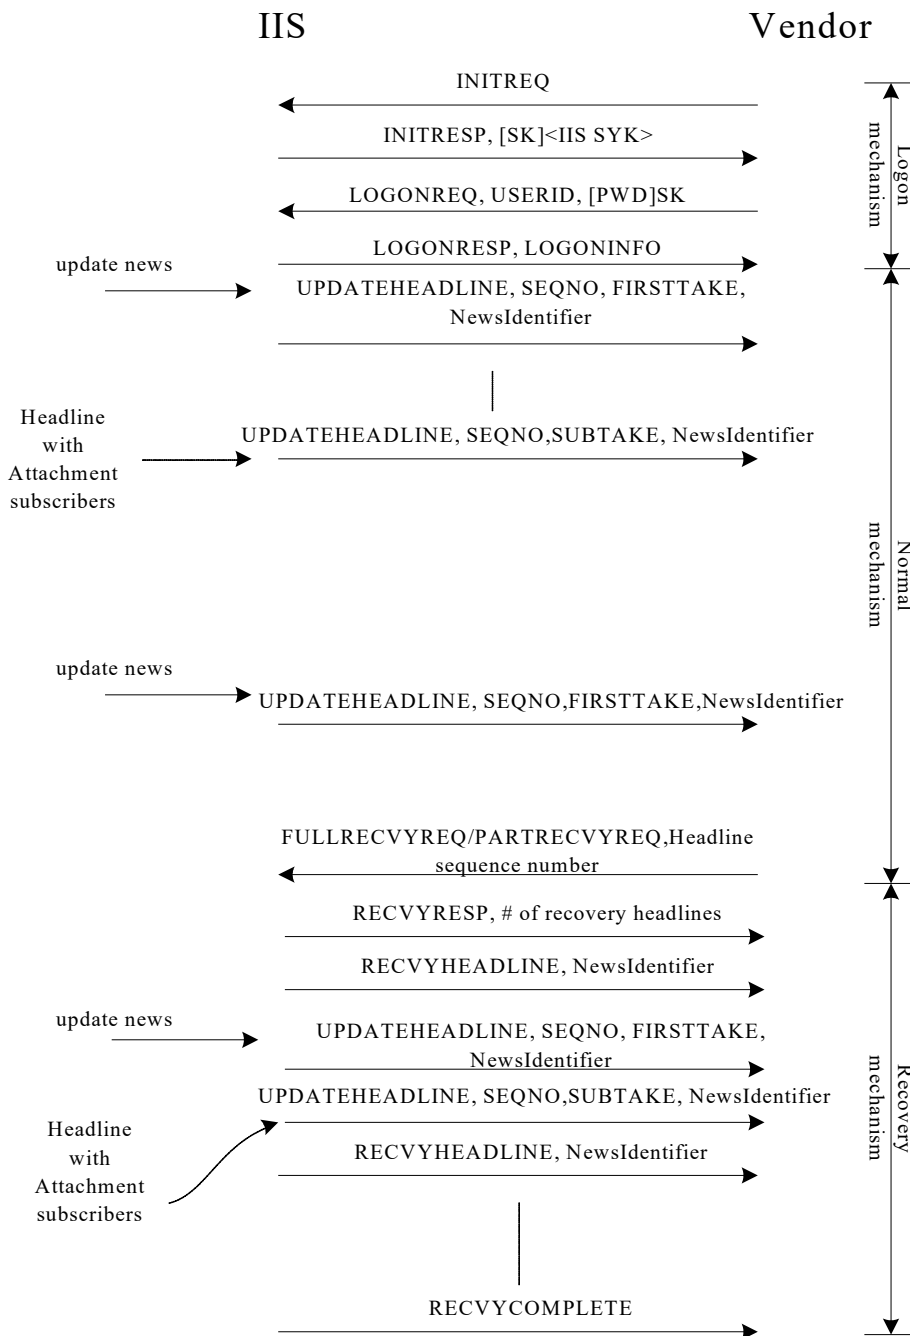 IIS Vendor
INITREQ
INITRESP, [SK]<IIS SYK>
LOGONREQ, USERID, [PWD]SK
LOGONRESP, LOGONINFO
Logon
mechanism
update news
UPDATEHEADLINE, SEQNO, FIRSTTAKE,
NewsIdentifier
Headline
with
Attachment
subscribers
UPDATEHEADLINE, SEQNO,SUBTAKE, NewsIdentifier
Normal
mechanism
update news
UPDATEHEADLINE, SEQNO,FIRSTTAKE,NewsIdentifier
FULLRECVYREQ/PARTRECVYREQ,Headline
sequence number
RECVYRESP, # of recovery headlines
RECVYHEADLINE, NewsIdentifier
update news
UPDATEHEADLINE, SEQNO, FIRSTTAKE,
NewsIdentifier
UPDATEHEADLINE, SEQNO,SUBTAKE, NewsIdentifier
Headline
with
Attachment
subscribers
RECVYHEADLINE, NewsIdentifier
Recovery
mechanism
RECVYCOMPLETE